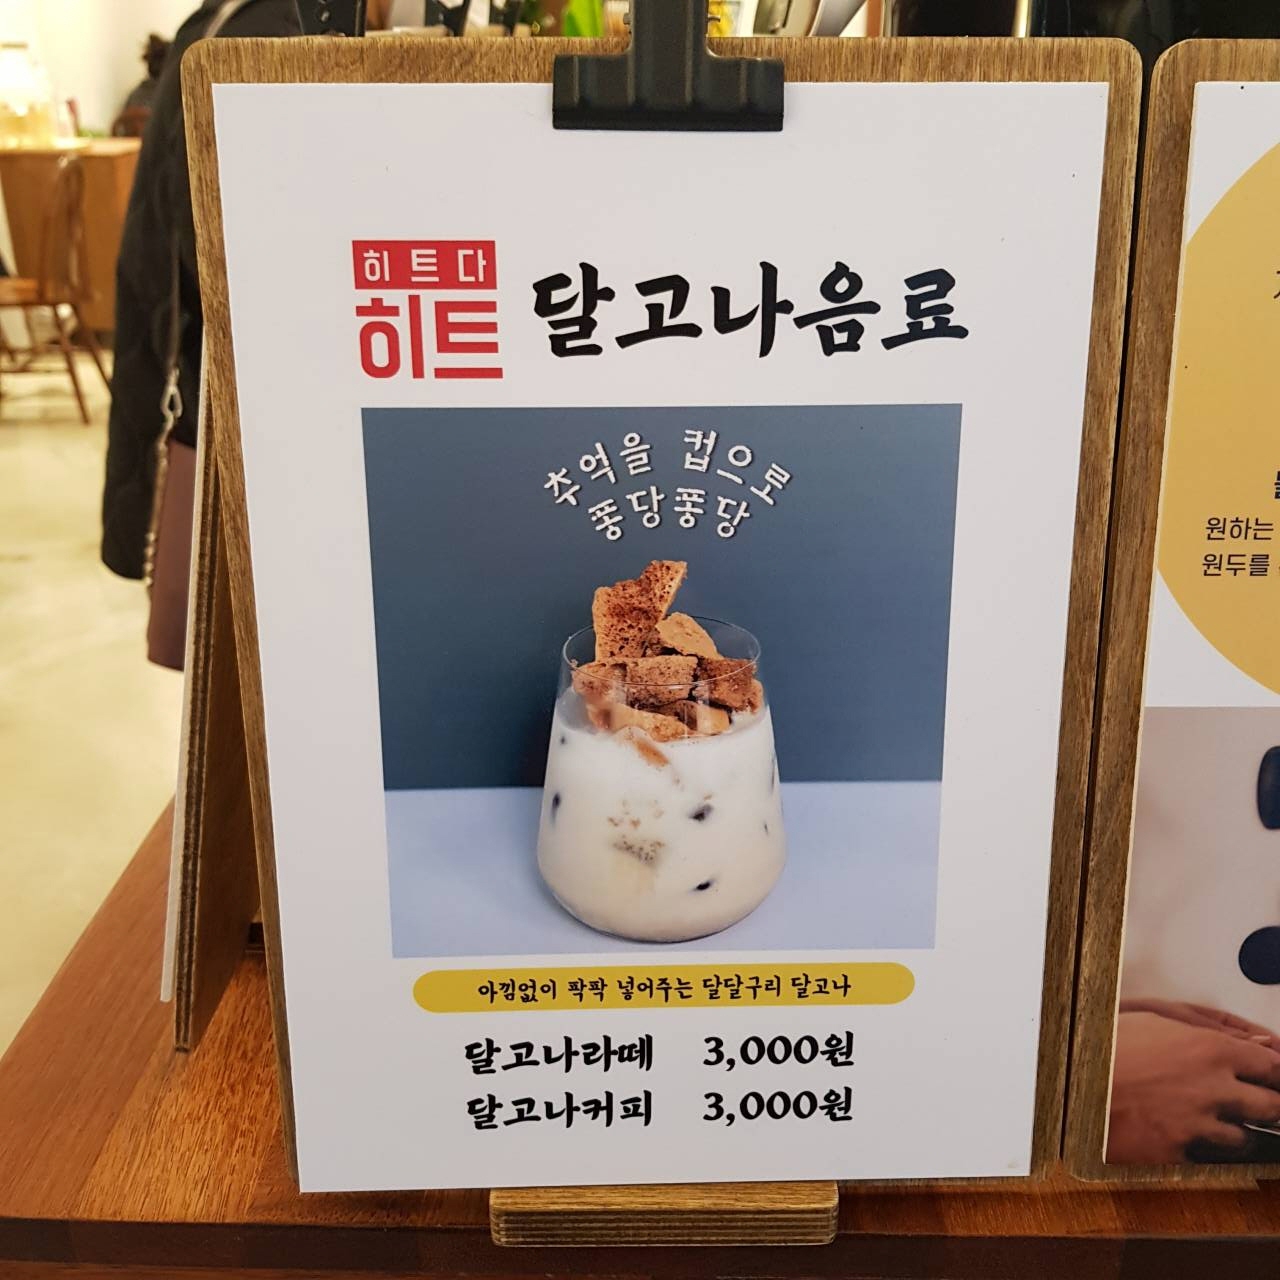 히트다
히트
달고나음료
추억을 컵으로
퐁당퐁당
아낌없이 팍팍 넣어주는 달달구리 달고나
달고나라떼 3,000원
달고나커피 3,000원
원하는
원두를